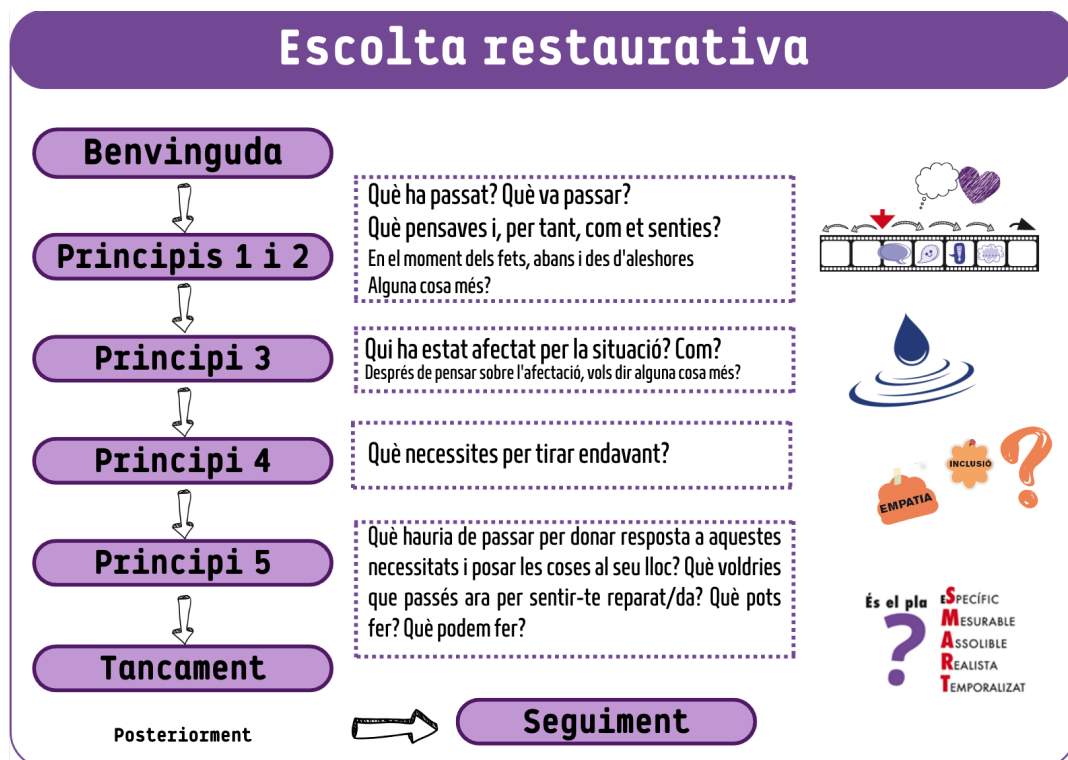 Escolta restaurativa
Benvinguda
Principis 1 i 2
Què ha passat? Què va passar?
Què pensaves i, per tant, com et senties?
En el moment dels fets, abans i des d'aleshores
Alguna cosa més?
Principi 3
Qui ha estat afectat per la situació? Com?
Després de pensar sobre l'afectació, vols dir alguna cosa més?
Principi 4
Què necessites per tirar endavant?
EMPATIA
INCLUSIÓ
?
Principi 5
Què hauria de passar per donar resposta a aquestes
necessitats i posar les coses al seu lloc? Què voldries
que passés ara per sentir-te reparat/da? Què pots
fer? Què podem fer?
És el pla
?
ESPECÍFIC
MESURABLE
ASSOLIBLE
REALISTA
TEMPORALIZAT
Tancament
Posteriorment
Seguiment